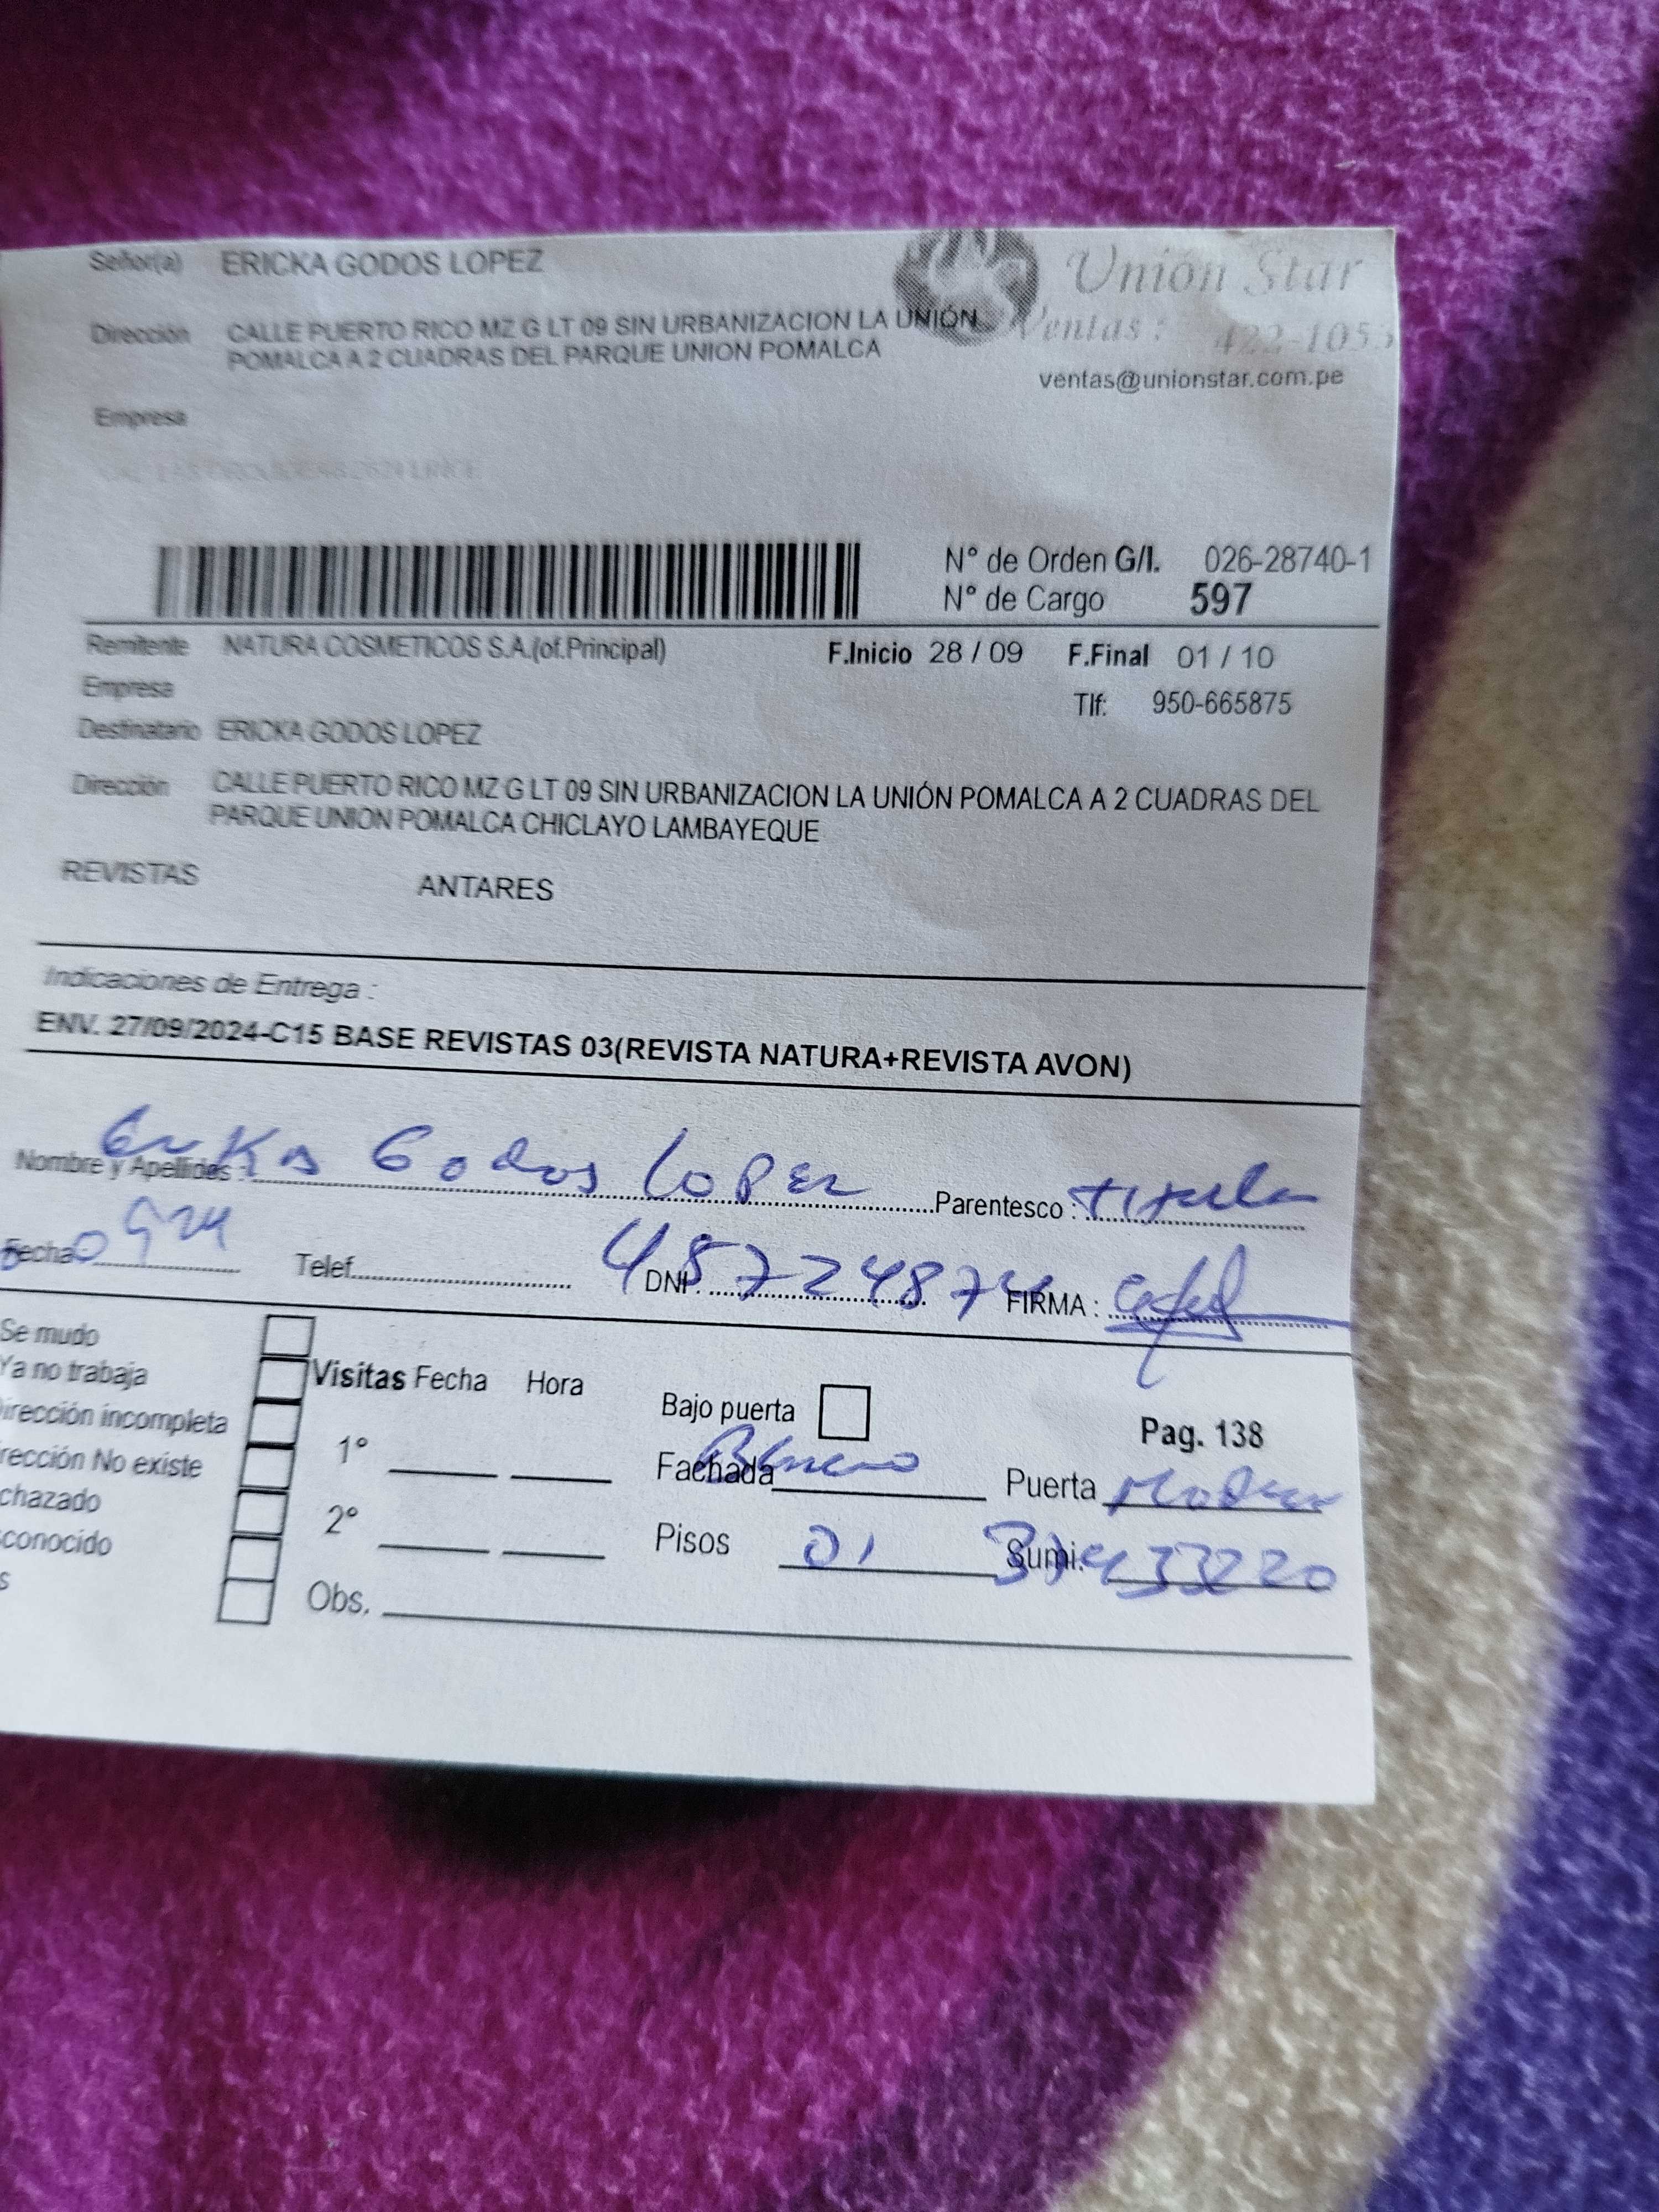 Señor(a) ERICKA GODOS LOPEZ
Unión Star
Dirección CALLE PUERTO RICO MZ G LT 09 SIN URBANIZACION LA UNIÓN
POMALCA A 2 CUADRAS DEL PARQUE UNION POMALCA
Ventas : 422-1053
ventas@unionstar.com.pe
Empresa
N° de Orden G/I. 026-28740-1
N° de Cargo 597
Remitente NATURA COSMETICOS S.A.(of.Principal) F.Inicio 28 / 09 F.Final 01 / 10
Empresa Tlf: 950-665875
Destinatario ERICKA GODOS LOPEZ
Dirección CALLE PUERTO RICO MZ G LT 09 SIN URBANIZACION LA UNIÓN POMALCA A 2 CUADRAS DEL
PARQUE UNION POMALCA CHICLAYO LAMBAYEQUE
REVISTAS ANTARES
Indicaciones de Entrega :
ENV. 27/09/2024-C15 BASE REVISTAS 03(REVISTA NATURA+REVISTA AVON)
Nombre y Apellidos : Erika Godos Lopez Parentesco : titular
Fecha Telef. DNI. FIRMA :
Se mudo
Ya no trabaja Visitas Fecha Hora Bajo puerta
irección incompleta Pag. 138
rección No existe 1° Fachada Puerta
chazado
conocido 2° Pisos 01 Sumi.
s Obs.